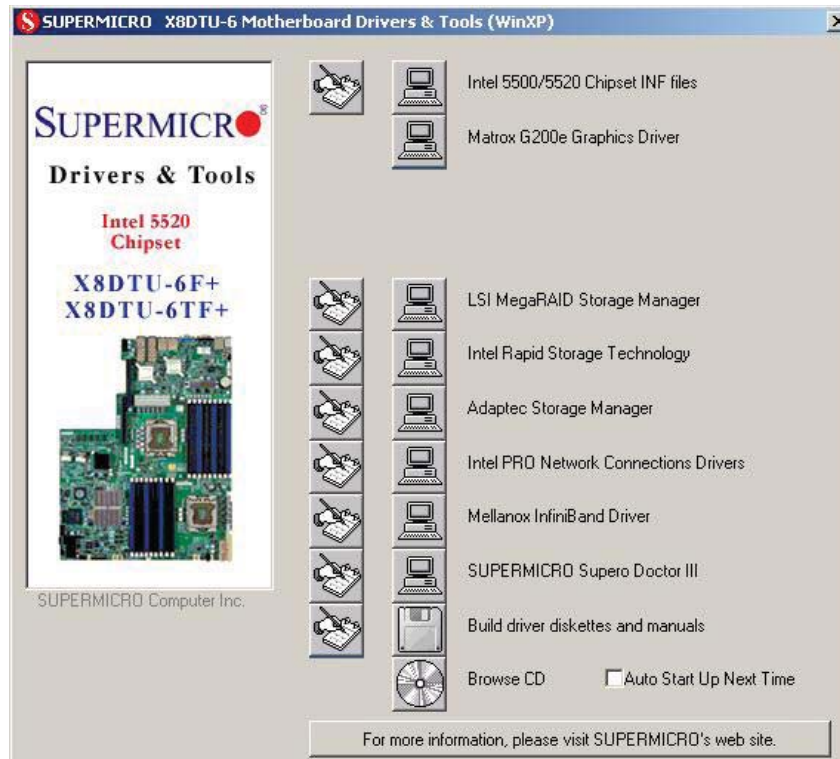 SUPERMICRO X8DTU-6 Motherboard Drivers & Tools (WinXP)
SUPERMICRO®
Drivers & Tools
Intel 5520
Chipset
X8DTU-6F+
X8DTU-6TF+
SUPERMICRO Computer Inc.
Intel 5500/5520 Chipset INF files
Matrox G200e Graphics Driver
LSI MegaRAID Storage Manager
Intel Rapid Storage Technology
Adaptec Storage Manager
Intel PRO Network Connections Drivers
Mellanox InfiniBand Driver
SUPERMICRO Supero Doctor III
Build driver diskettes and manuals
Browse CD Auto Start Up Next Time
For more information, please visit SUPERMICRO's web site.